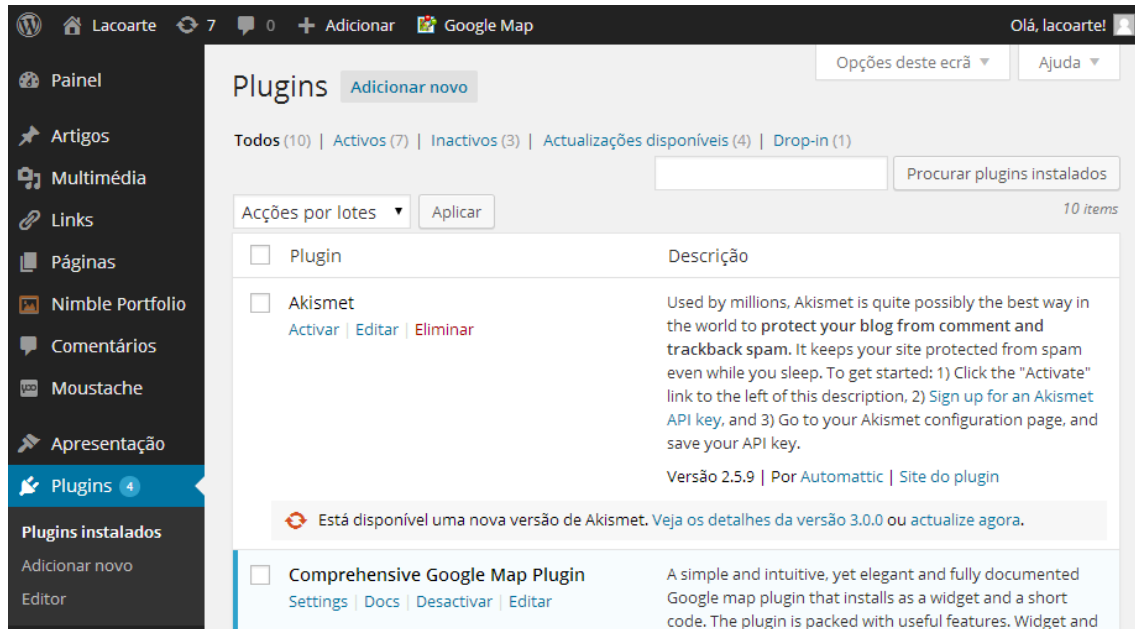 Lacoarte 7 0 + Adicionar Google Map Olá, lacoarte!
Painel
Artigos
Multimédia
Links
Páginas
Nimble Portfolio
Comentários
yoo Moustache
Apresentação
Plugins 4
Plugins instalados
Adicionar novo
Editor
Opções deste ecrã ▼ Ajuda ▼
Plugins Adicionar novo
Todos (10) | Activos (7) | Inactivos (3) | Actualizações disponíveis (4) | Drop-in (1)
Procurar plugins instalados
Acções por lotes ▼ Aplicar 10 items
Plugin Descrição
Akismet
Activar | Editar | Eliminar
Used by millions, Akismet is quite possibly the best way in
the world to protect your blog from comment and
trackback spam. It keeps your site protected from spam
even while you sleep. To get started: 1) Click the "Activate"
link to the left of this description, 2) Sign up for an Akismet
API key, and 3) Go to your Akismet configuration page, and
save your API key.
Versão 2.5.9 | Por Automattic | Site do plugin
Está disponível uma nova versão de Akismet. Veja os detalhes da versão 3.0.0 ou actualize agora.
Comprehensive Google Map Plugin
Settings | Docs | Desactivar | Editar
A simple and intuitive, yet elegant and fully documented
Google map plugin that installs as a widget and a short
code. The plugin is packed with useful features. Widget and